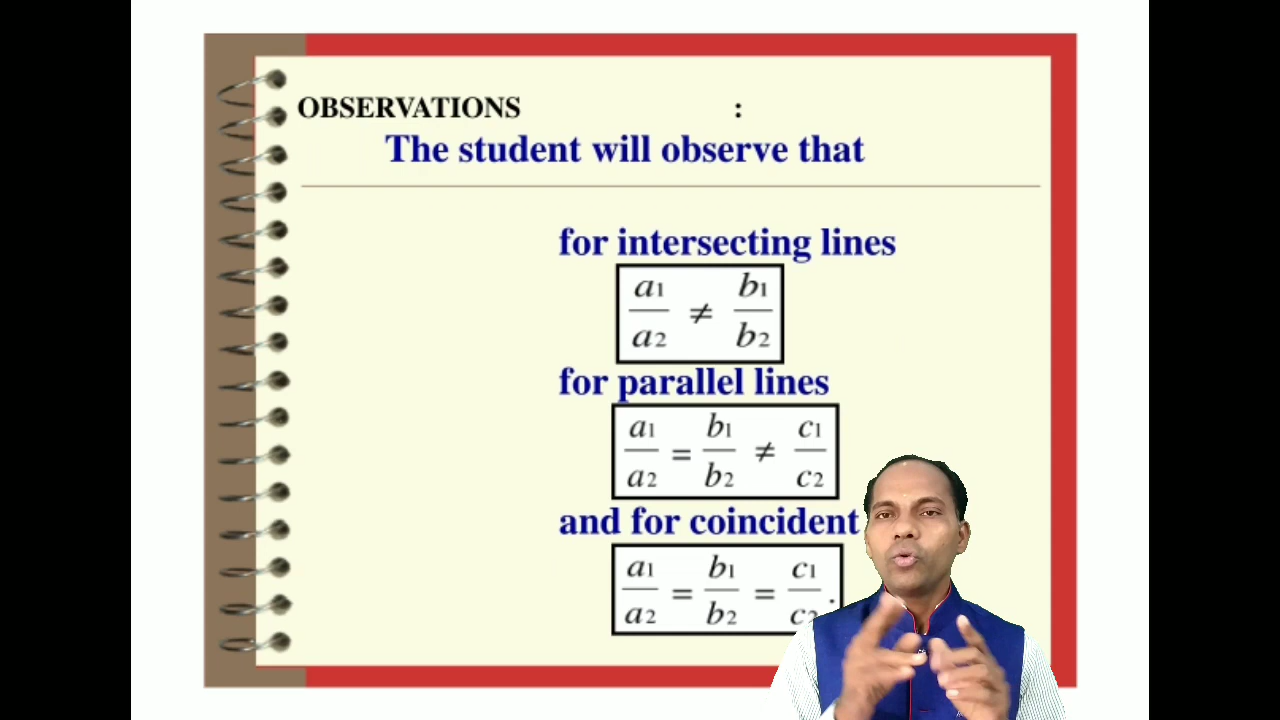 OBSERVATIONS :
The student will observe that
for intersecting lines
a1/a2 ≠ b1/b2
for parallel lines
a1/a2 = b1/b2 ≠ c1/c2
and for coincident
a1/a2 = b1/b2 = c1/c2.